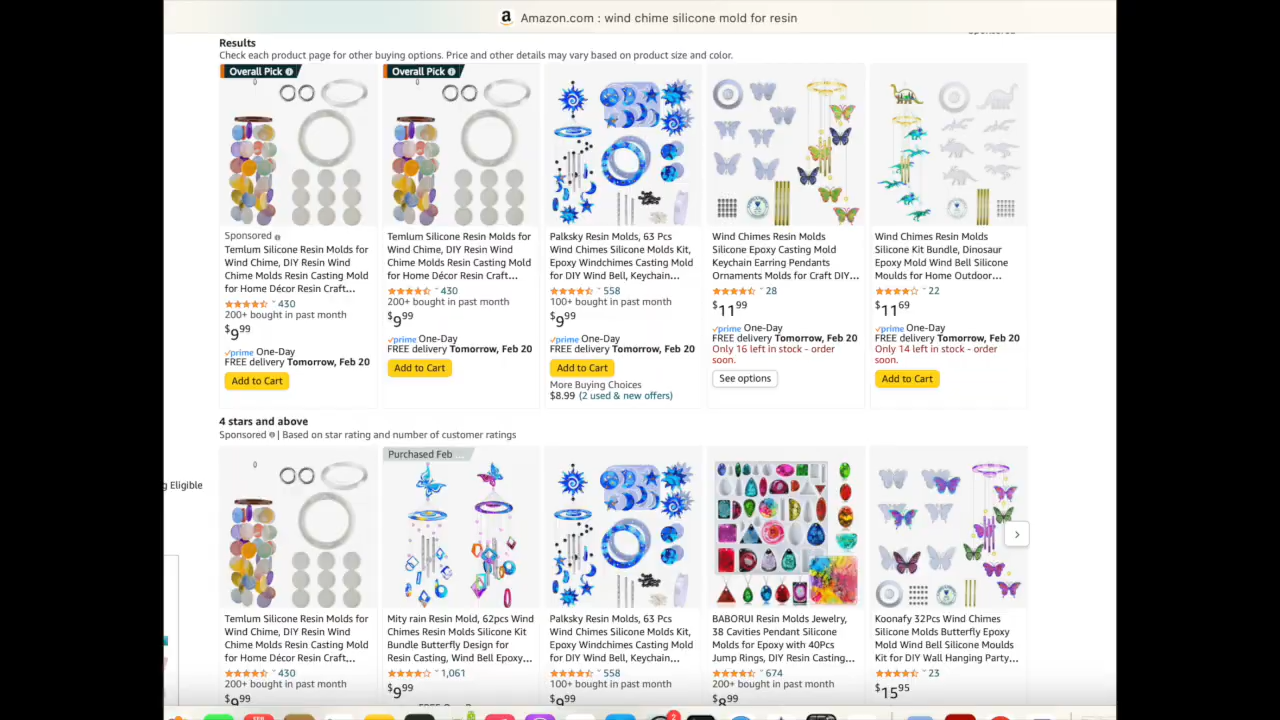 Amazon.com : wind chime silicone mold for resin
Results
Check each product page for other buying options. Price and other details may vary based on product size and color.
Overall Pick
Sponsored
Temlum Silicone Resin Molds for
Wind Chime, DIY Resin Wind
Chime Molds Resin Casting Mold
for Home Décor Resin Craft...
430
200+ bought in past month
$9 99
prime One-Day
FREE delivery Tomorrow, Feb 20
Add to Cart
Overall Pick
Temlum Silicone Resin Molds for
Wind Chime, DIY Resin Wind
Chime Molds Resin Casting Mold
for Home Décor Resin Craft...
430
200+ bought in past month
$9 99
prime One-Day
FREE delivery Tomorrow, Feb 20
Add to Cart
Palksky Resin Molds, 63 Pcs
Wind Chimes Silicone Molds Kit,
Epoxy Windchimes Casting Mold
for DIY Wind Bell, Keychain...
558
100+ bought in past month
$9 99
prime One-Day
FREE delivery Tomorrow, Feb 20
Add to Cart
More Buying Choices
$8.99 (2 used & new offers)
Wind Chimes Resin Molds
Silicone Epoxy Casting Mold
Keychain Earring Pendants
Ornaments Molds for Craft DIY...
28
$11 99
prime One-Day
FREE delivery Tomorrow, Feb 20
Only 16 left in stock - order
soon.
See options
Wind Chimes Resin Molds
Silicone Kit Bundle, Dinosaur
Epoxy Mold Wind Bell Silicone
Moulds for Home Outdoor...
22
$11 69
prime One-Day
FREE delivery Tomorrow, Feb 20
Only 14 left in stock - order
soon.
Add to Cart
4 stars and above
Sponsored | Based on star rating and number of customer ratings
g Eligible
Temlum Silicone Resin Molds for
Wind Chime, DIY Resin Wind
Chime Molds Resin Casting Mold
for Home Décor Resin Craft...
430
200+ bought in past month
$9 99
Purchased Feb ...
Mity rain Resin Mold, 62pcs Wind
Chimes Resin Molds Silicone Kit
Bundle Butterfly Design for
Resin Casting, Wind Bell Epoxy...
1,061
$9 99
Palksky Resin Molds, 63 Pcs
Wind Chimes Silicone Molds Kit,
Epoxy Windchimes Casting Mold
for DIY Wind Bell, Keychain...
558
100+ bought in past month
$9 99
BABORUI Resin Molds Jewelry,
38 Cavities Pendant Silicone
Molds for Epoxy with 40Pcs
Jump Rings, DIY Resin Casting...
674
200+ bought in past month
$8 99
Koonafy 32Pcs Wind Chimes
Silicone Molds Butterfly Epoxy
Mold Wind Bell Silicone Moulds
Kit for DIY Wall Hanging Party...
23
$15 95
2